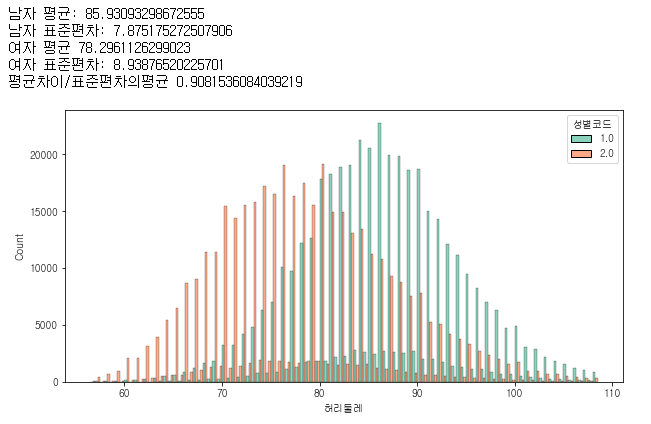 남자 평균: 85.93093298672555
남자 표준편차: 7.875175272507906
여자 평균 78.2961126299023
여자 표준편차: 8.93876520225701
평균차이/표준편차의평균 0.9081536084039219
성별코드
1.0
2.0
20000
15000
10000
5000
0
Count
60 70 80 90 100 110
허리둘레